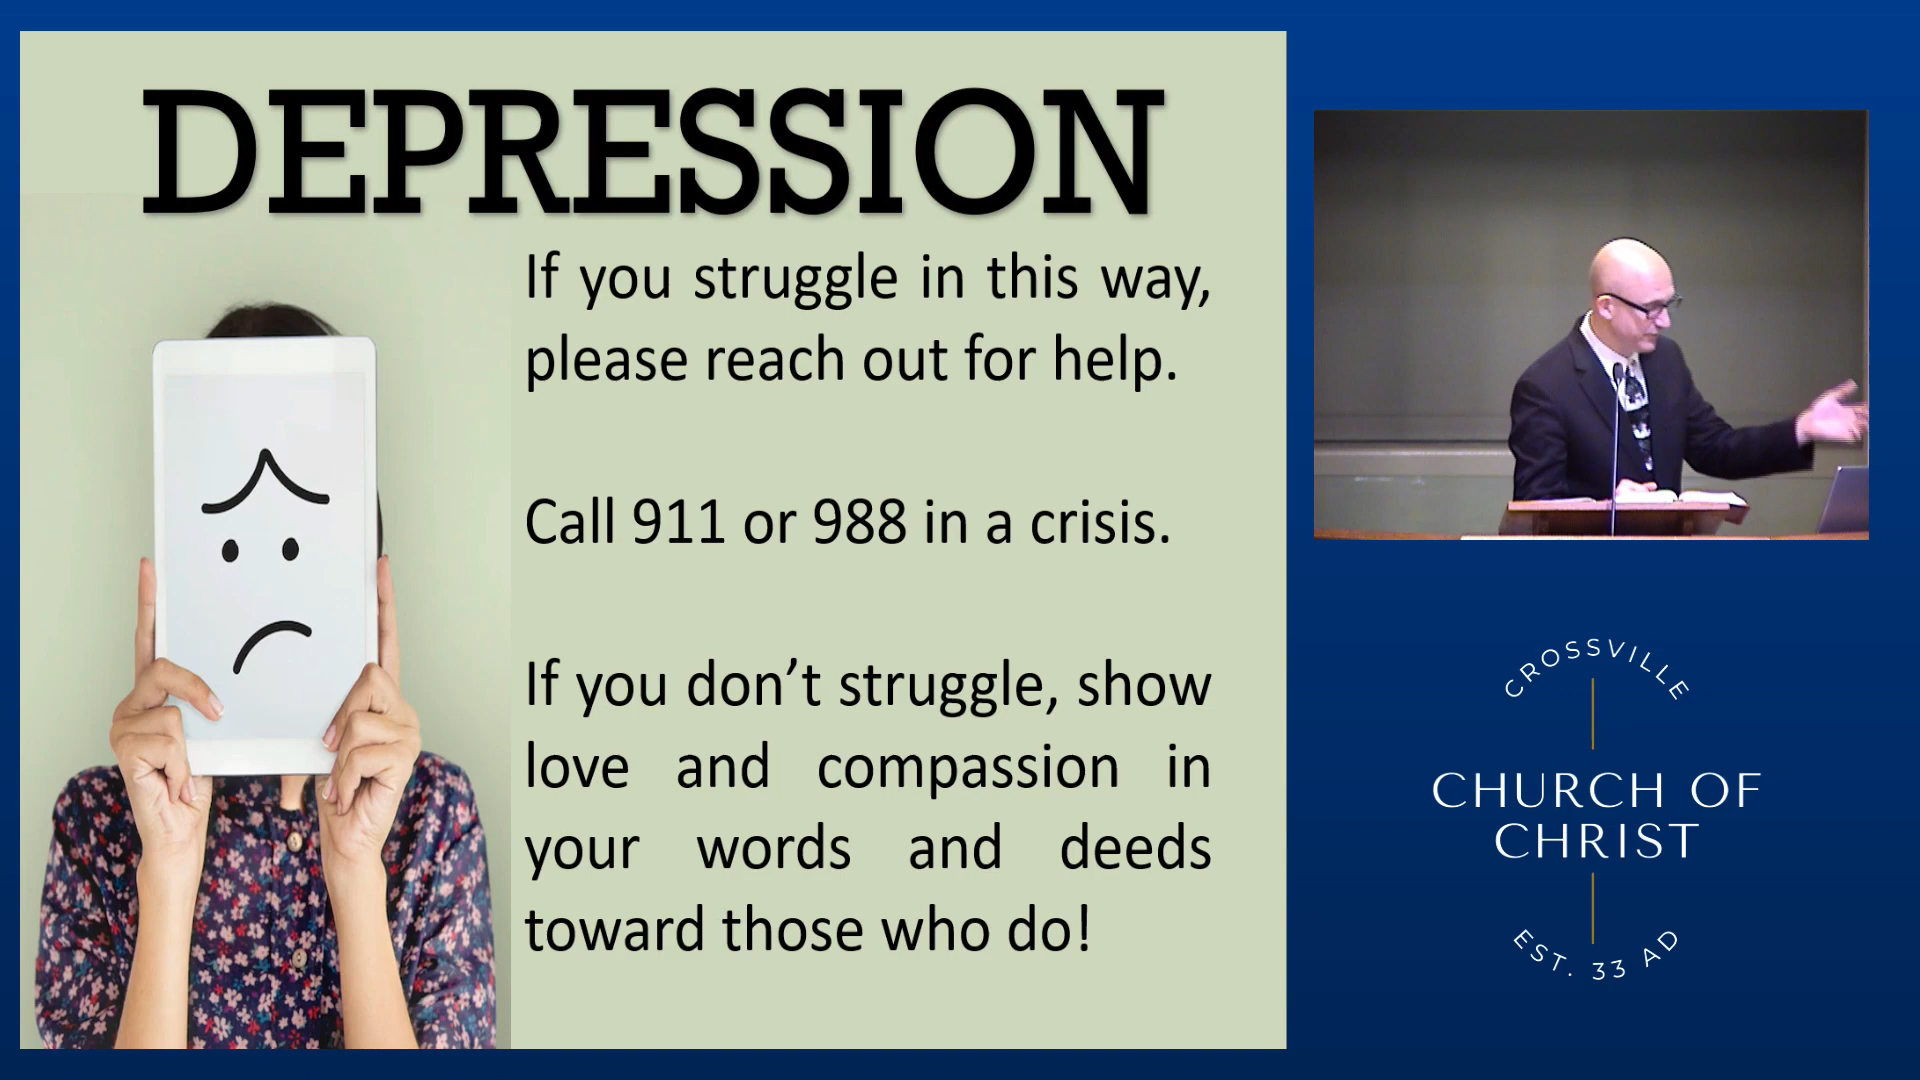 DEPRESSION
If you struggle in this way,
please reach out for help.
Call 911 or 988 in a crisis.
If you don’t struggle, show
love and compassion in
your words and deeds
toward those who do!
CROSSVILLE
CHURCH OF
CHRIST
EST. 33 AD